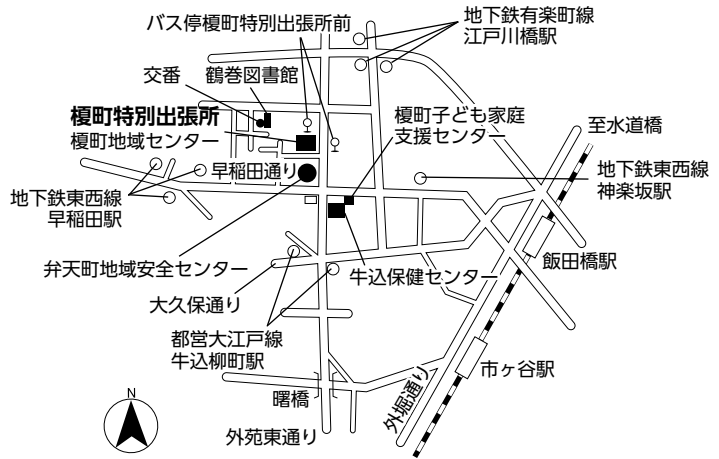 バス停榎町特別出張所前
地下鉄有楽町線
江戸川橋駅
交番
鶴巻図書館
榎町特別出張所
榎町地域センター
榎町子ども家庭
支援センター
至水道橋
早稲田通り
地下鉄東西線
神楽坂駅
地下鉄東西線
早稲田駅
弁天町地域安全センター
牛込保健センター
飯田橋駅
大久保通り
都営大江戸線
牛込柳町駅
市ヶ谷駅
外堀通り
曙橋
N
外苑東通り